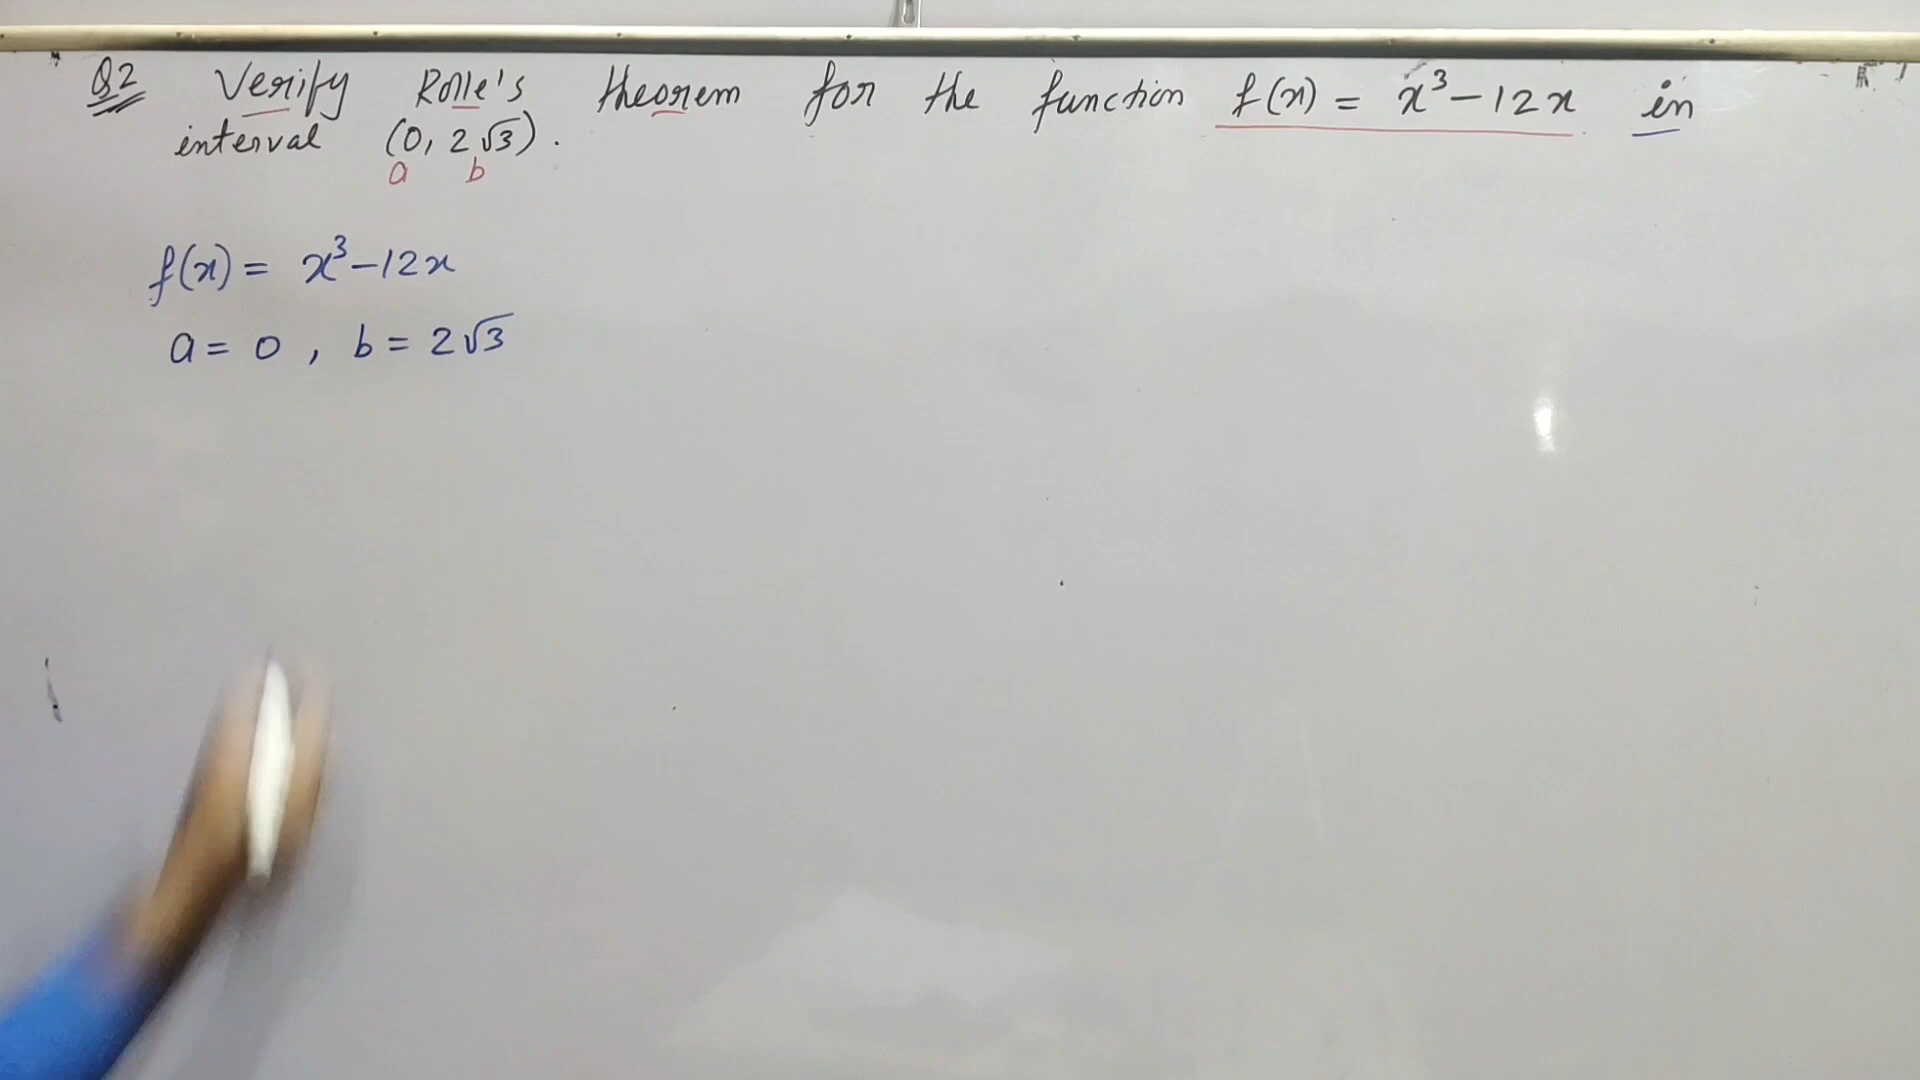 Q2 Verify Rolle's theorem for the function f(x) = x³-12x in
interval (0, 2√3).
a b
f(x) = x³-12x
a = 0 , b = 2√3